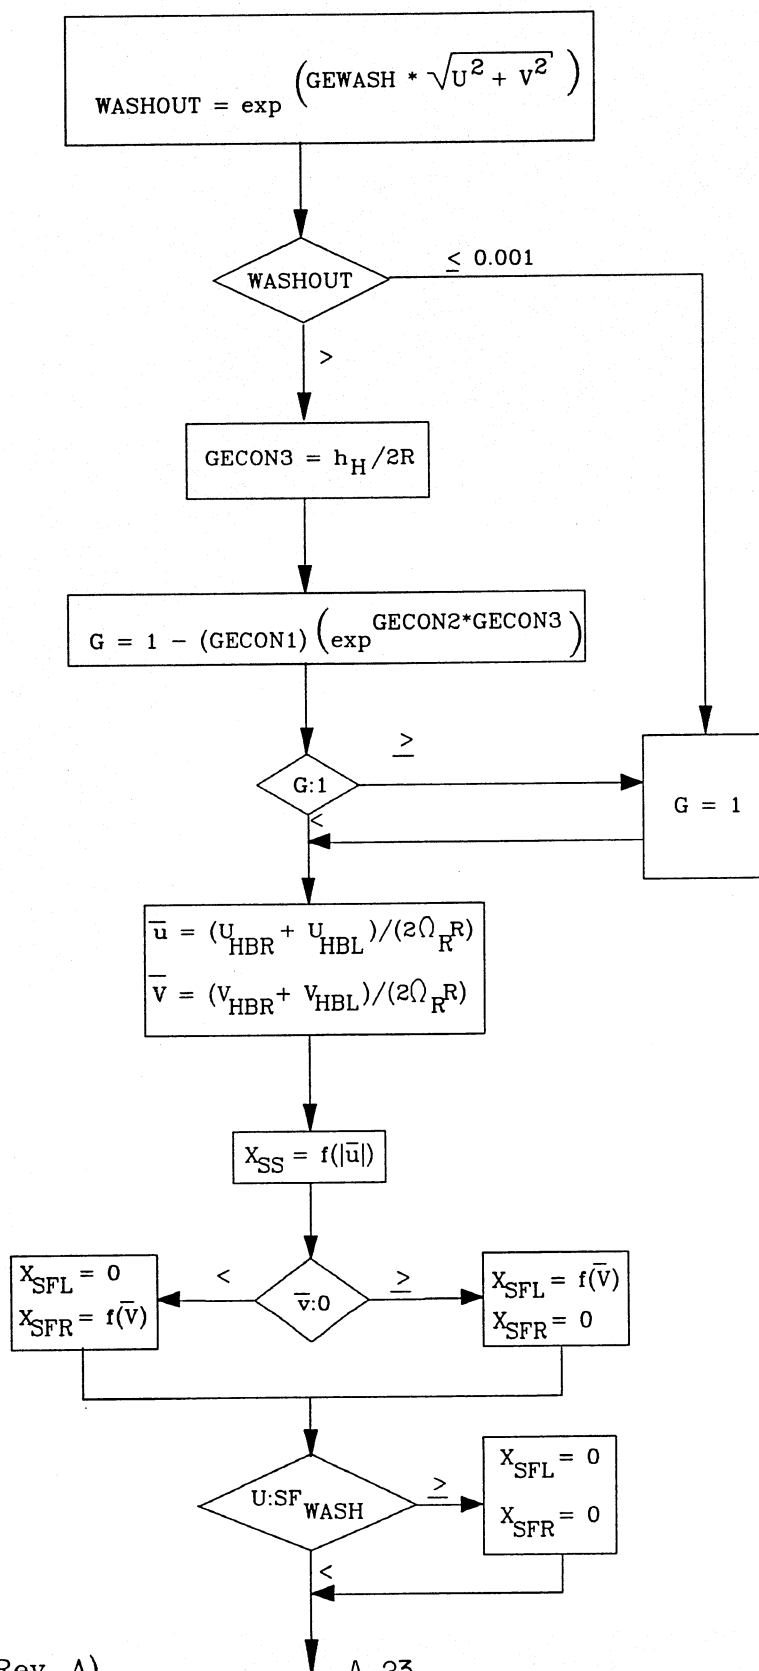 WASHOUT = exp (GEWASH * √U² + V² )
WASHOUT
≤ 0.001
>
GECON3 = h_H/2R
G = 1 - (GECON1) (exp^GECON2*GECON3)
≥
G:1
<
G = 1
u̅ = (U_HBR + U_HBL)/(2Ω_R R)
V̅ = (V_HBR + V_HBL)/(2Ω_R R)
X_SS = f(|u̅|)
X_SFL = 0
X_SFR = f(V̅)
<
v̅:0
≥
X_SFL = f(V̅)
X_SFR = 0
U:SF_WASH
≥
X_SFL = 0
X_SFR = 0
<
Rev. A)
A-23